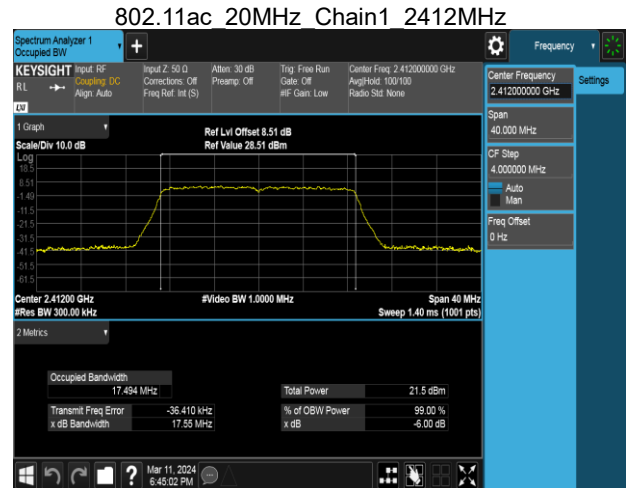 802.11ac_20MHz_Chain1_2412MHz
Spectrum Analyzer 1
Occupied BW
Frequency
KEYSIGHT
R L
Input: RF
Coupling: DC
Align: Auto
Input Z: 50 Ω
Corrections: Off
Freq Ref: Int (S)
Atten: 30 dB
Preamp: Off
Trig: Free Run
Gate: Off
#IF Gain: Low
Center Freq: 2.412000000 GHz
Avg|Hold: 100/100
Radio Std: None
LXI
1 Graph
Ref Lvl Offset 8.51 dB
Scale/Div 10.0 dB
Ref Value 28.51 dBm
Log
18.5
8.51
-1.49
-11.5
-21.5
-31.5
-41.5
-51.5
-61.5
Center 2.41200 GHz
#Video BW 1.0000 MHz
Span 40 MHz
#Res BW 300.00 kHz
Sweep 1.40 ms (1001 pts)
2 Metrics
Occupied Bandwidth
17.494 MHz
Total Power 21.5 dBm
Transmit Freq Error -36.410 kHz
% of OBW Power 99.00 %
x dB Bandwidth 17.55 MHz
x dB -6.00 dB
Center Frequency
2.412000000 GHz
Settings
Span
40.000 MHz
CF Step
4.000000 MHz
Auto
Man
Freq Offset
0 Hz
?
Mar 11, 2024
6:45:02 PM